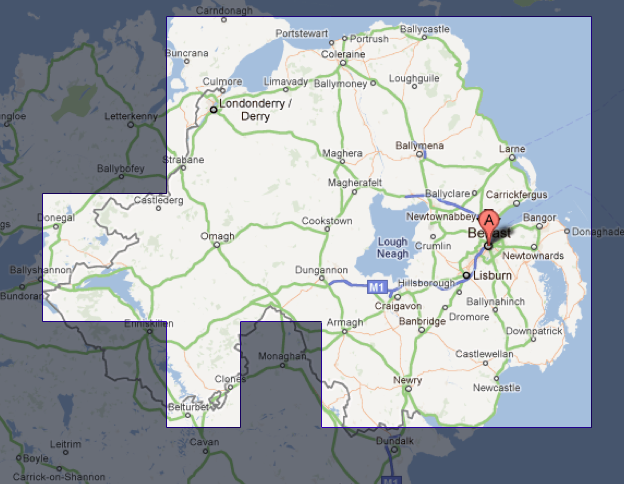 Carndonagh
Ballycastle
Portstewart
Portrush
Buncrana
Coleraine
Culmore
Limavady
Ballymoney
Loughguile
Londonderry /
Derry
ngloe
Letterkenny
Ballymena
Larne
Maghera
Strabane
Ballybofey
Magherafelt
Ballyclare
Carrickfergus
Castlederg
Newtownabbey
A
Bangor
gs
Donegal
Cookstown
Belfast
Donaghade
Omagh
Lough
Neagh
Crumlin
Newtownards
Ballyshannon
Dungannon
Hillsborough
Lisburn
Bundoran
M1
Craigavon
Ballynahinch
Enniskillen
Armagh
Banbridge
Dromore
Downpatrick
Monaghan
Castlewellan
Clones
Newry
Newcastle
Belturbet
Leitrim
Cavan
Dundalk
Boyle
Carrick-on-Shannon
M1